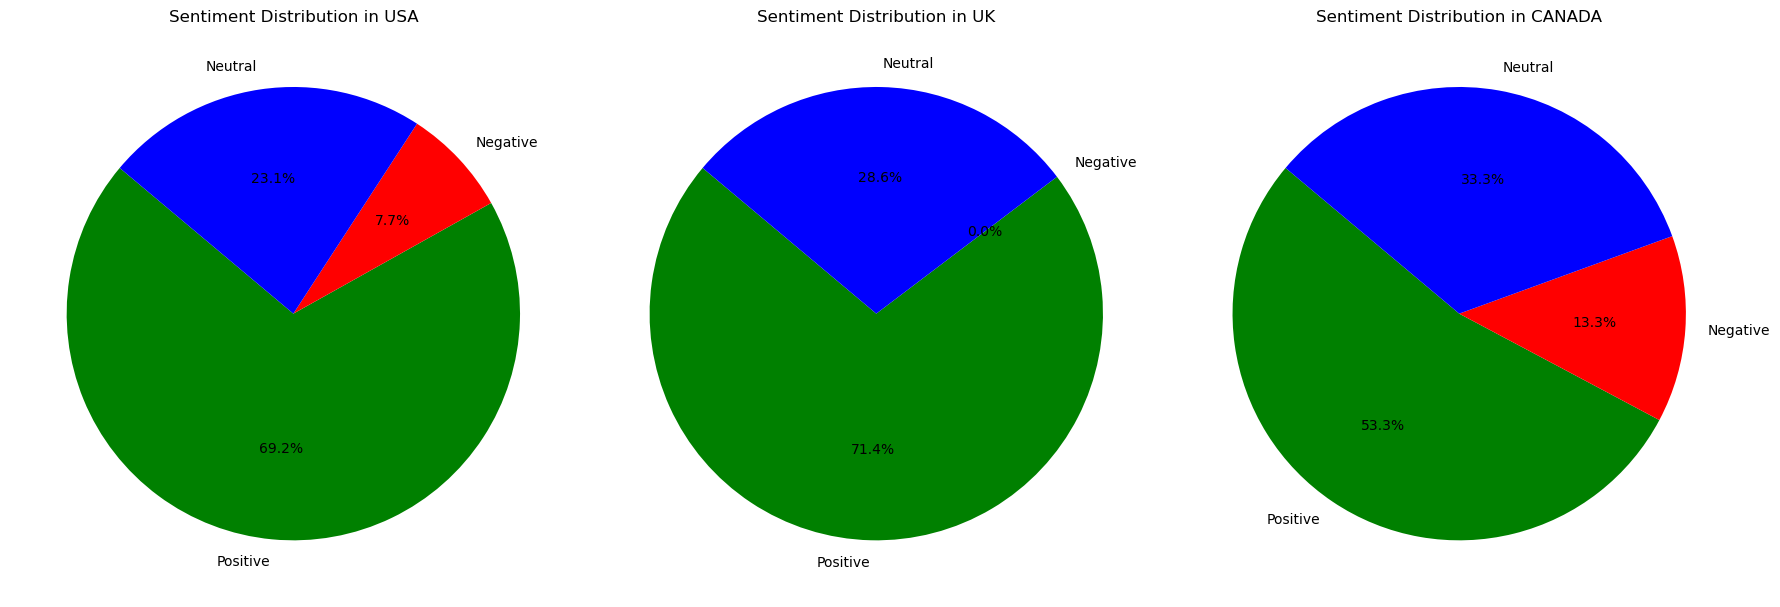 Sentiment Distribution in USA
Neutral
Negative
23.1%
7.7%
69.2%
Positive
Sentiment Distribution in UK
Neutral
Negative
28.6%
0.0%
71.4%
Positive
Sentiment Distribution in CANADA
Neutral
33.3%
13.3%
Negative
53.3%
Positive